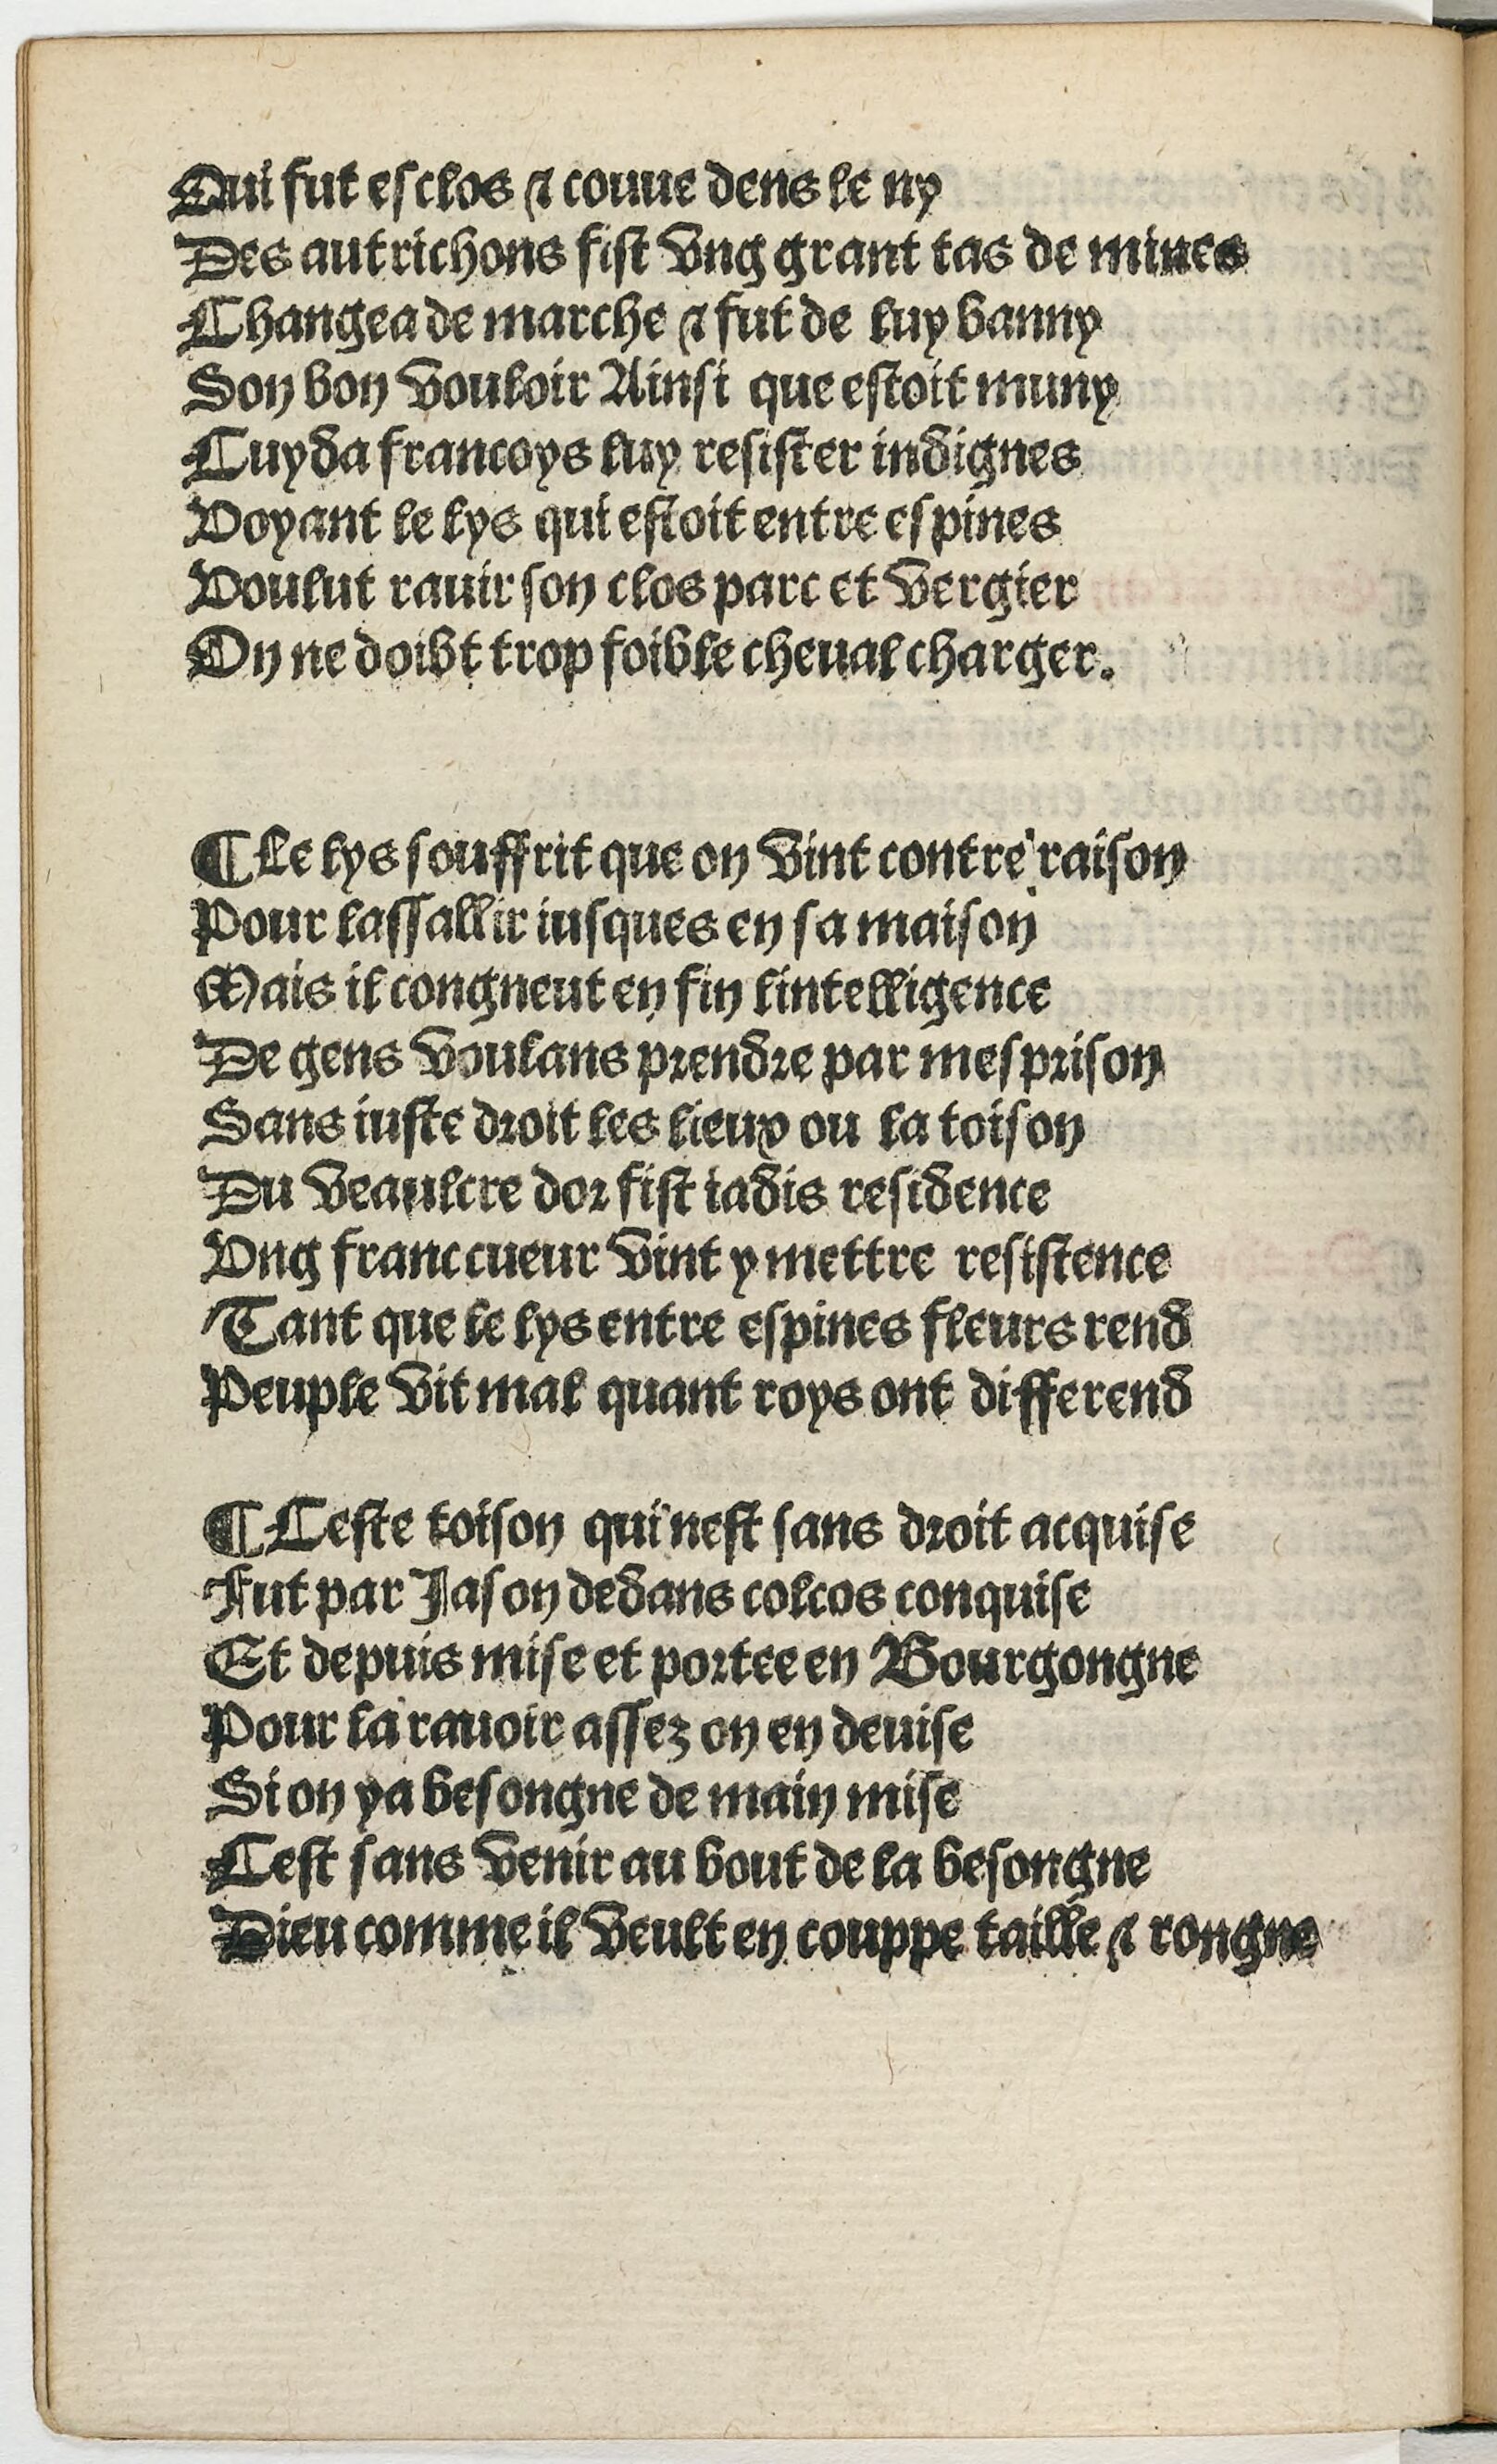 Qui fut esclos & couue dens le ny
Des autrichons fist vng grant tas de mines
Changea de marche & fut de luy banny
Son bon vouloir Ainsi que estoit muny
Cuyda francoys luy resister indignes
Voyant le lys qui estoit entre espines
Voulut rauir son clos parc et vergier
On ne doibt trop foible cheual charger.
¶ Le lys souffrit que on vint contre raison
Pour lassallir iusques en sa maison
Mais il congneut en fin lintelligence
De gens voulans prendre par mesprison
Sans iuste droit les lieux ou la toison
Du veaulcre dor fist iadis residence
Vng franc cueur vint y mettre resistence
Tant que le lys entre espines fleurs rend
Peuple vit mal quant roys ont differend
¶ Ceste toison qui nest sans droit acquise
Fut par Jason dedans colcos conquise
Et depuis mise et portee en Bourgongne
Pour la rauoir assez on en deuise
Si on ya besongne de main mise
Cest sans venir au bout de la besongne
Dieu comme il veult en couppe taille & rongne